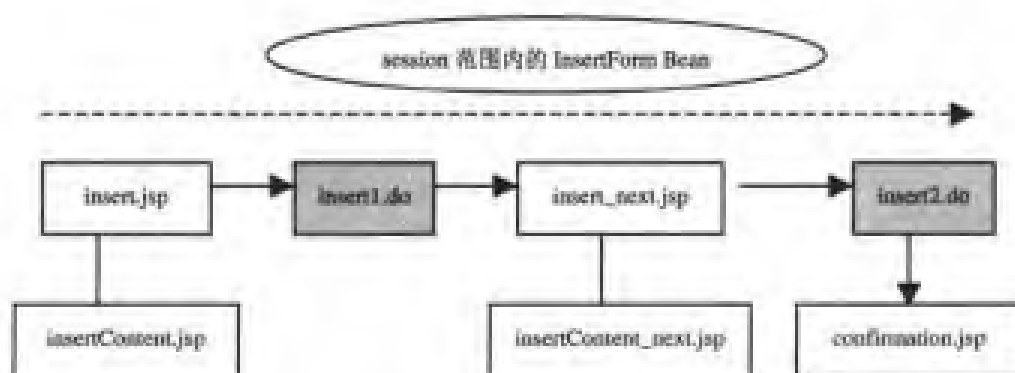 session 范围内的 InsertForm Bean
insert.jsp
insert1.do
insert_next.jsp
insert2.do
insertContent.jsp
insertContent_next.jsp
confirmation.jsp